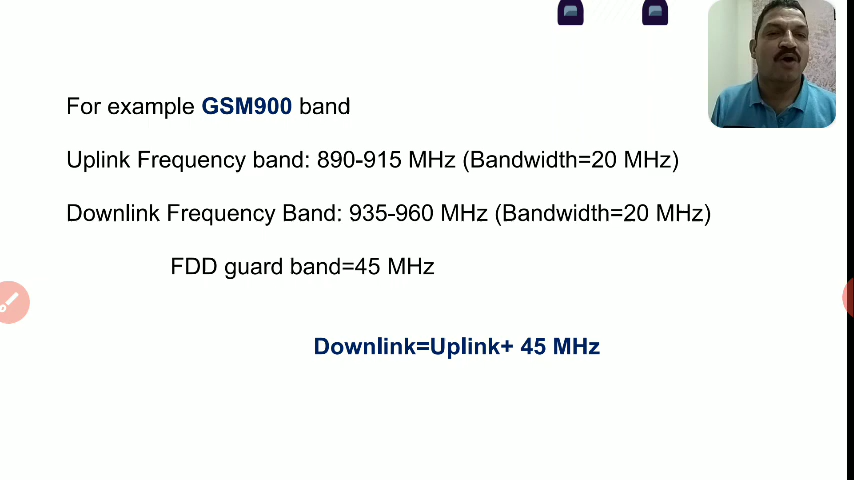 For example GSM900 band
Uplink Frequency band: 890-915 MHz (Bandwidth=20 MHz)
Downlink Frequency Band: 935-960 MHz (Bandwidth=20 MHz)
FDD guard band=45 MHz
Downlink=Uplink+ 45 MHz